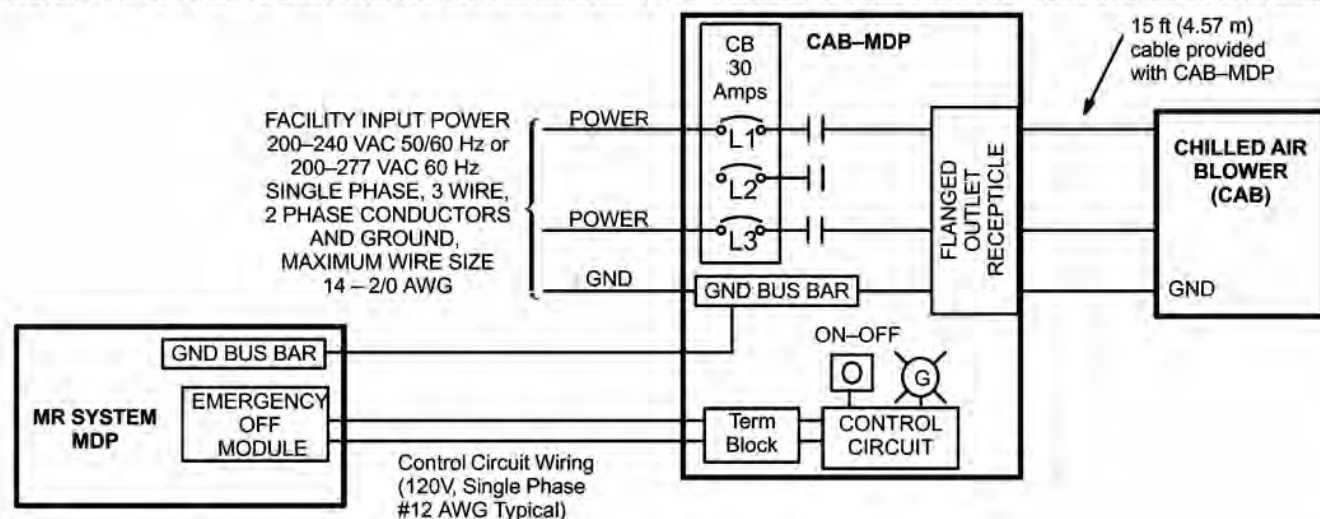 15 ft (4.57 m)
cable provided
with CAB–MDP
CB
30
Amps
CAB–MDP
FACILITY INPUT POWER
200–240 VAC 50/60 Hz or
200–277 VAC 60 Hz
SINGLE PHASE, 3 WIRE,
2 PHASE CONDUCTORS
AND GROUND,
MAXIMUM WIRE SIZE
14 – 2/0 AWG
POWER
L1
L2
POWER
L3
GND
GND BUS BAR
FLANGED
OUTLET
RECEPTICLE
CHILLED AIR
BLOWER
(CAB)
GND
ON–OFF
O
G
GND BUS BAR
MR SYSTEM
MDP
EMERGENCY
OFF
MODULE
Term
Block
CONTROL
CIRCUIT
Control Circuit Wiring
(120V, Single Phase
#12 AWG Typical)